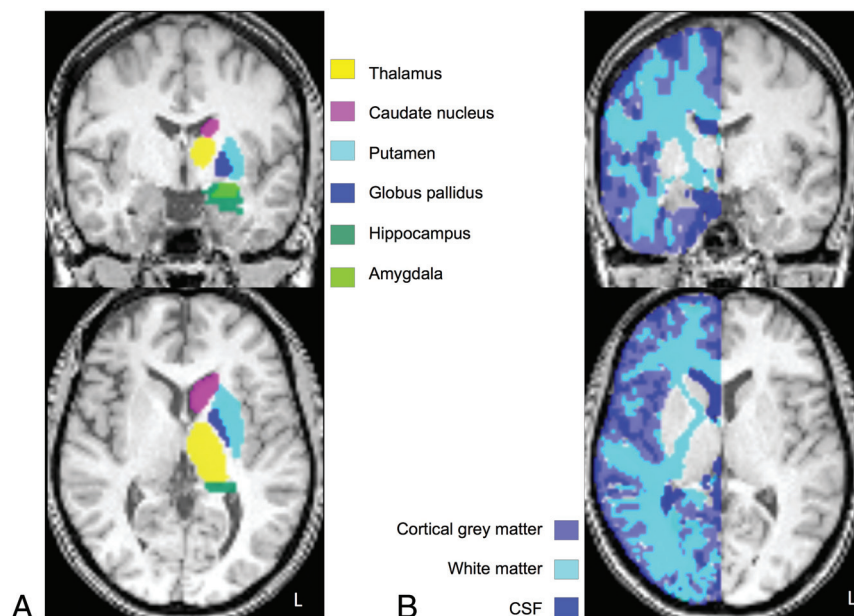 Thalamus
Caudate nucleus
Putamen
Globus pallidus
Hippocampus
Amygdala
Cortical grey matter
White matter
CSF
A
L
B
L